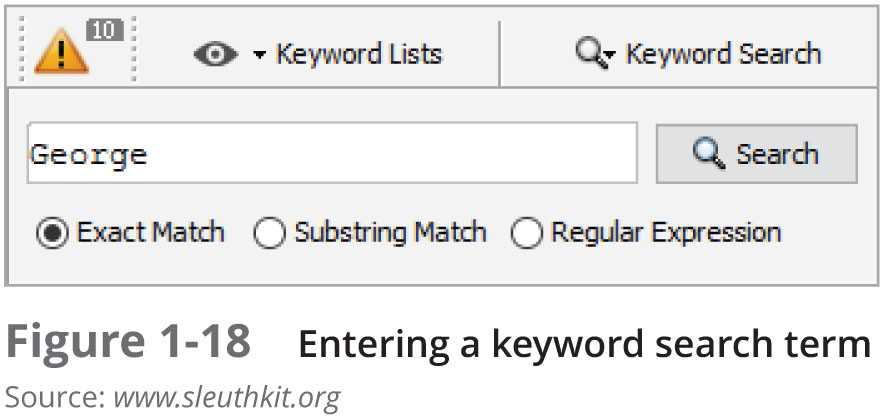 10
Keyword Lists
Keyword Search
George
Search
Exact Match Substring Match Regular Expression
Figure 1-18 Entering a keyword search term
Source: www.sleuthkit.org